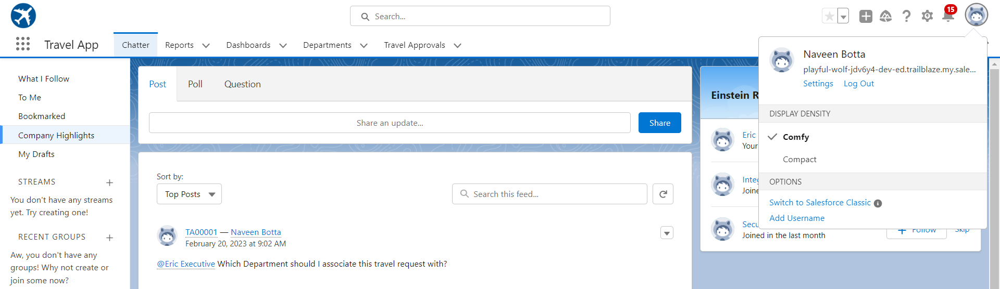 Search...
15
Travel App
Chatter
Reports
Dashboards
Departments
Travel Approvals
What I Follow
To Me
Bookmarked
Company Highlights
My Drafts
STREAMS
You don't have any streams
yet. Try creating one!
RECENT GROUPS
Aw, you don't have any
groups! Why not create or
join some now?
Post
Poll
Question
Share an update...
Share
Sort by:
Top Posts
Search this feed...
TA00001 — Naveen Botta
February 20, 2023 at 9:02 AM
@Eric Executive Which Department should I associate this travel request with?
Einstein R
Eric
Your
Integ
Joine
Secu
Joined in the last month
Follow
Skip
Naveen Botta
playful-wolf-jdv6y4-dev-ed.trailblaze.my.sale...
Settings Log Out
DISPLAY DENSITY
Comfy
Compact
OPTIONS
Switch to Salesforce Classic
Add Username